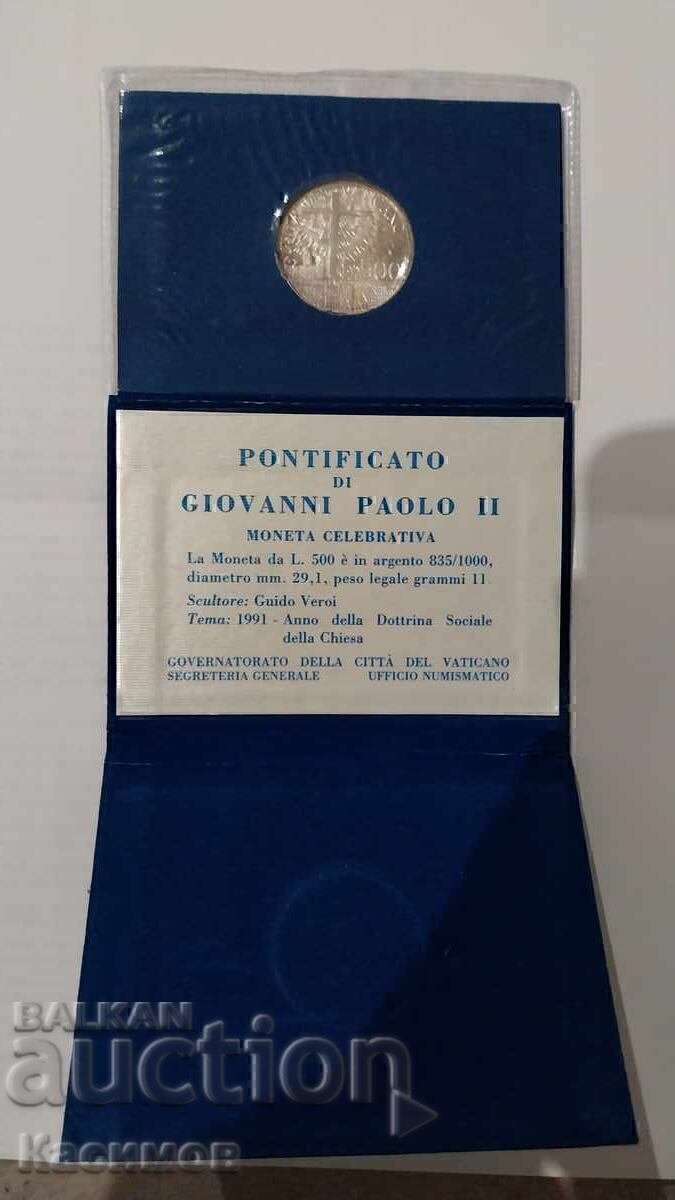 500
PONTIFICATO
DI
GIOVANNI PAOLO II
MONETA CELEBRATIVA
La Moneta da L. 500 è in argento 835/1000,
diametro mm. 29,1, peso legale grammi 11.
Scultore: Guido Veroi
Tema: 1991 - Anno della Dottrina Sociale
della Chiesa
GOVERNATORATO DELLA CITTÀ DEL VATICANO
SEGRETERIA GENERALE UFFICIO NUMISMATICO
BALKAN
auction
Касимов